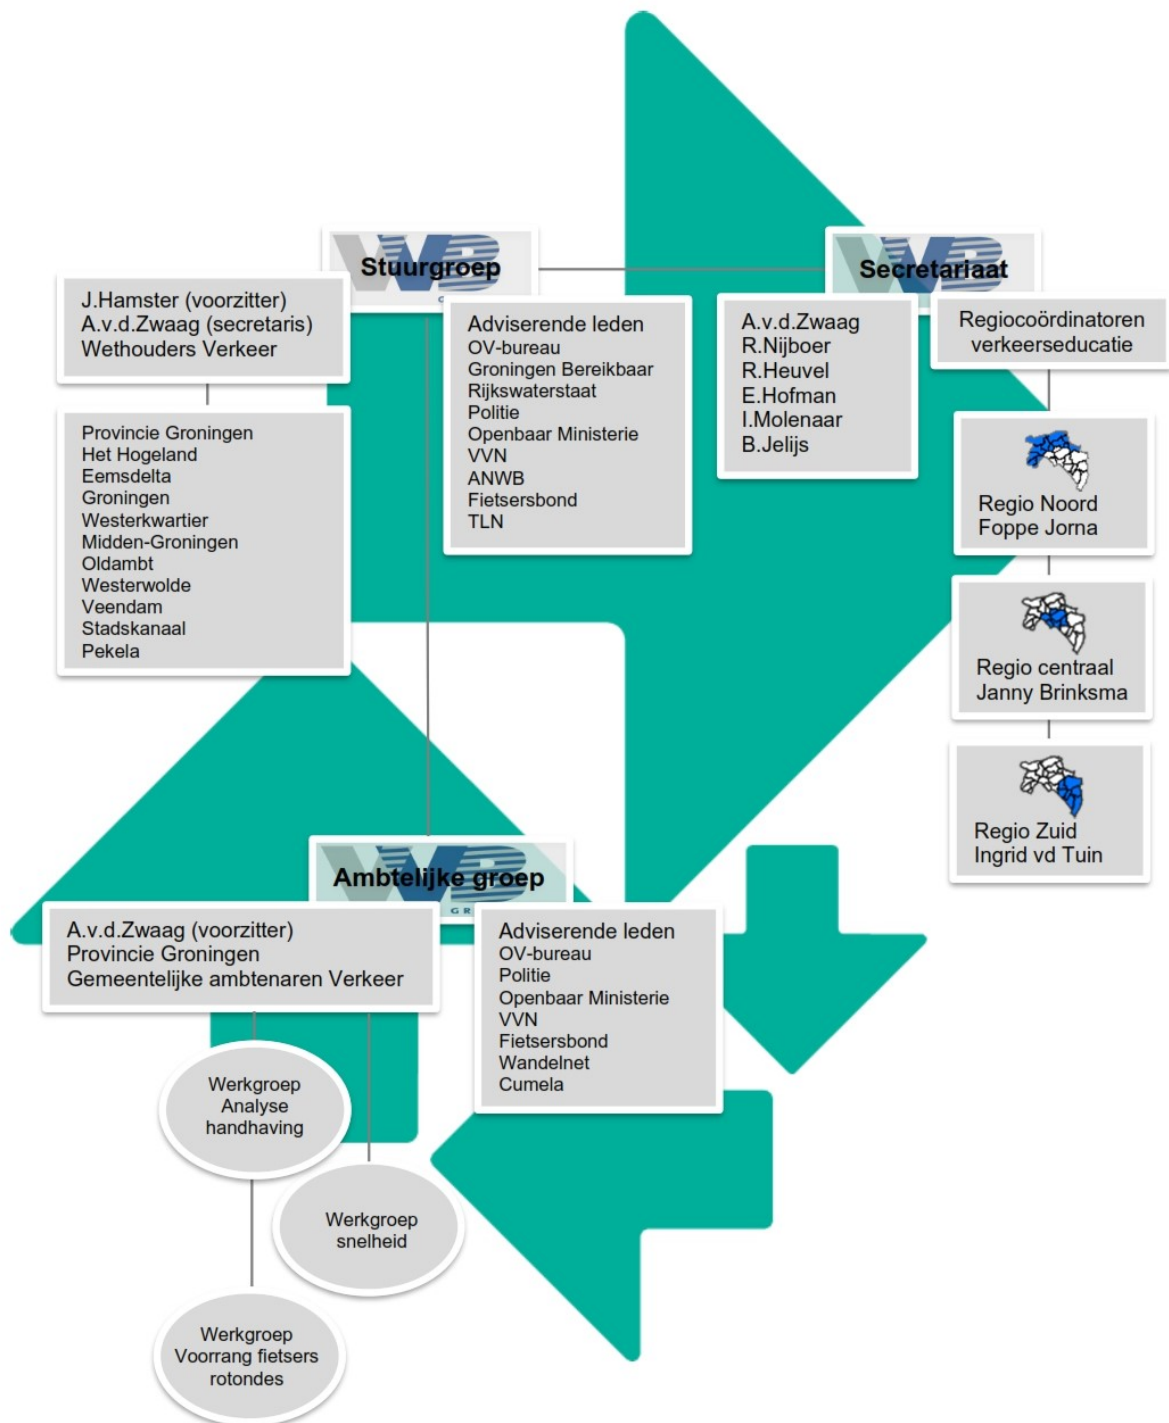 Stuurgroep
J.Hamster (voorzitter)
A.v.d.Zwaag (secretaris)
Wethouders Verkeer
Provincie Groningen
Het Hogeland
Eemsdelta
Groningen
Westerkwartier
Midden-Groningen
Oldambt
Westerwolde
Veendam
Stadskanaal
Pekela
G
Adviserende leden
OV-bureau
Groningen Bereikbaar
Rijkswaterstaat
Politie
Openbaar Ministerie
VVN
ANWB
Fietsersbond
TLN
Secretariaat
A.v.d.Zwaag
R.Nijboer
R.Heuvel
E.Hofman
I.Molenaar
B.Jelijs
Regiocoördinatoren
verkeerseducatie
Regio Noord
Foppe Jorna
Regio centraal
Janny Brinksma
Regio Zuid
Ingrid vd Tuin
Ambtelijke groep
G R
A.v.d.Zwaag (voorzitter)
Provincie Groningen
Gemeentelijke ambtenaren Verkeer
Adviserende leden
OV-bureau
Politie
Openbaar Ministerie
VVN
Fietsersbond
Wandelnet
Cumela
Werkgroep
Analyse
handhaving
Werkgroep
snelheid
Werkgroep
Voorrang fietsers
rotondes